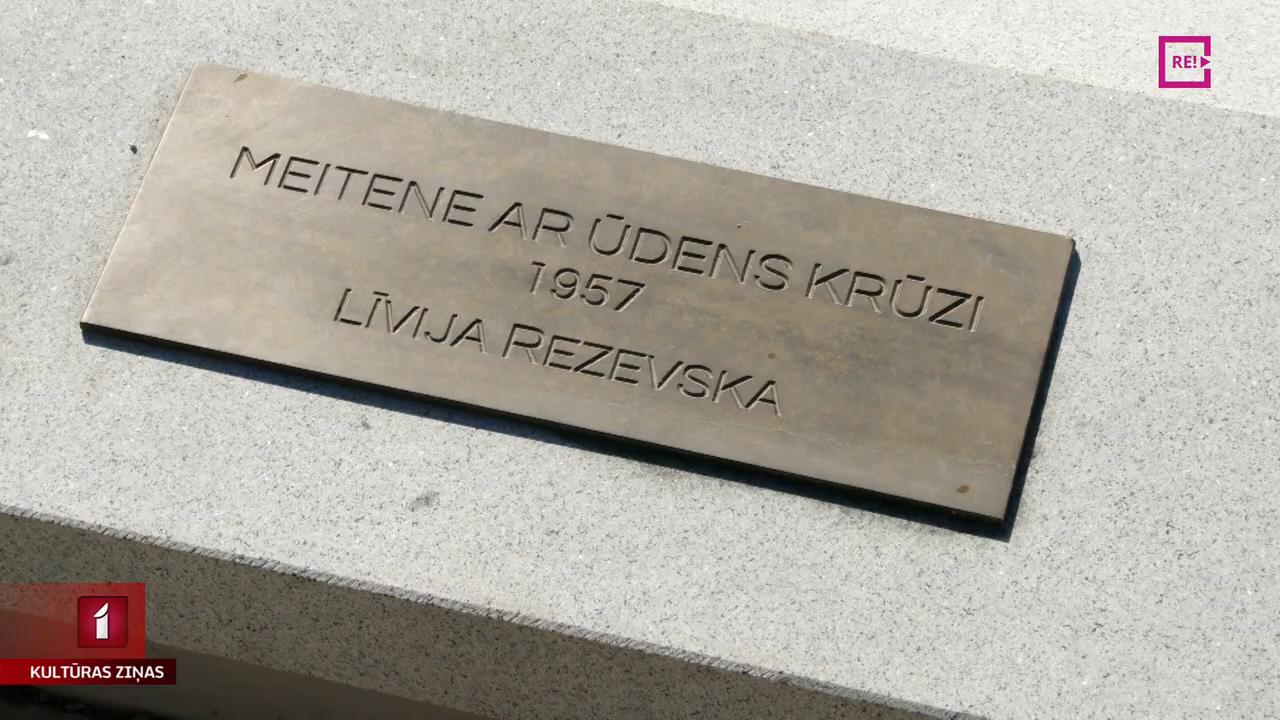 RE!
MEITENE AR ŪDENS KRŪZI
1957
LĪVIJA REZEVSKA
1
KULTŪRAS ZIŅAS